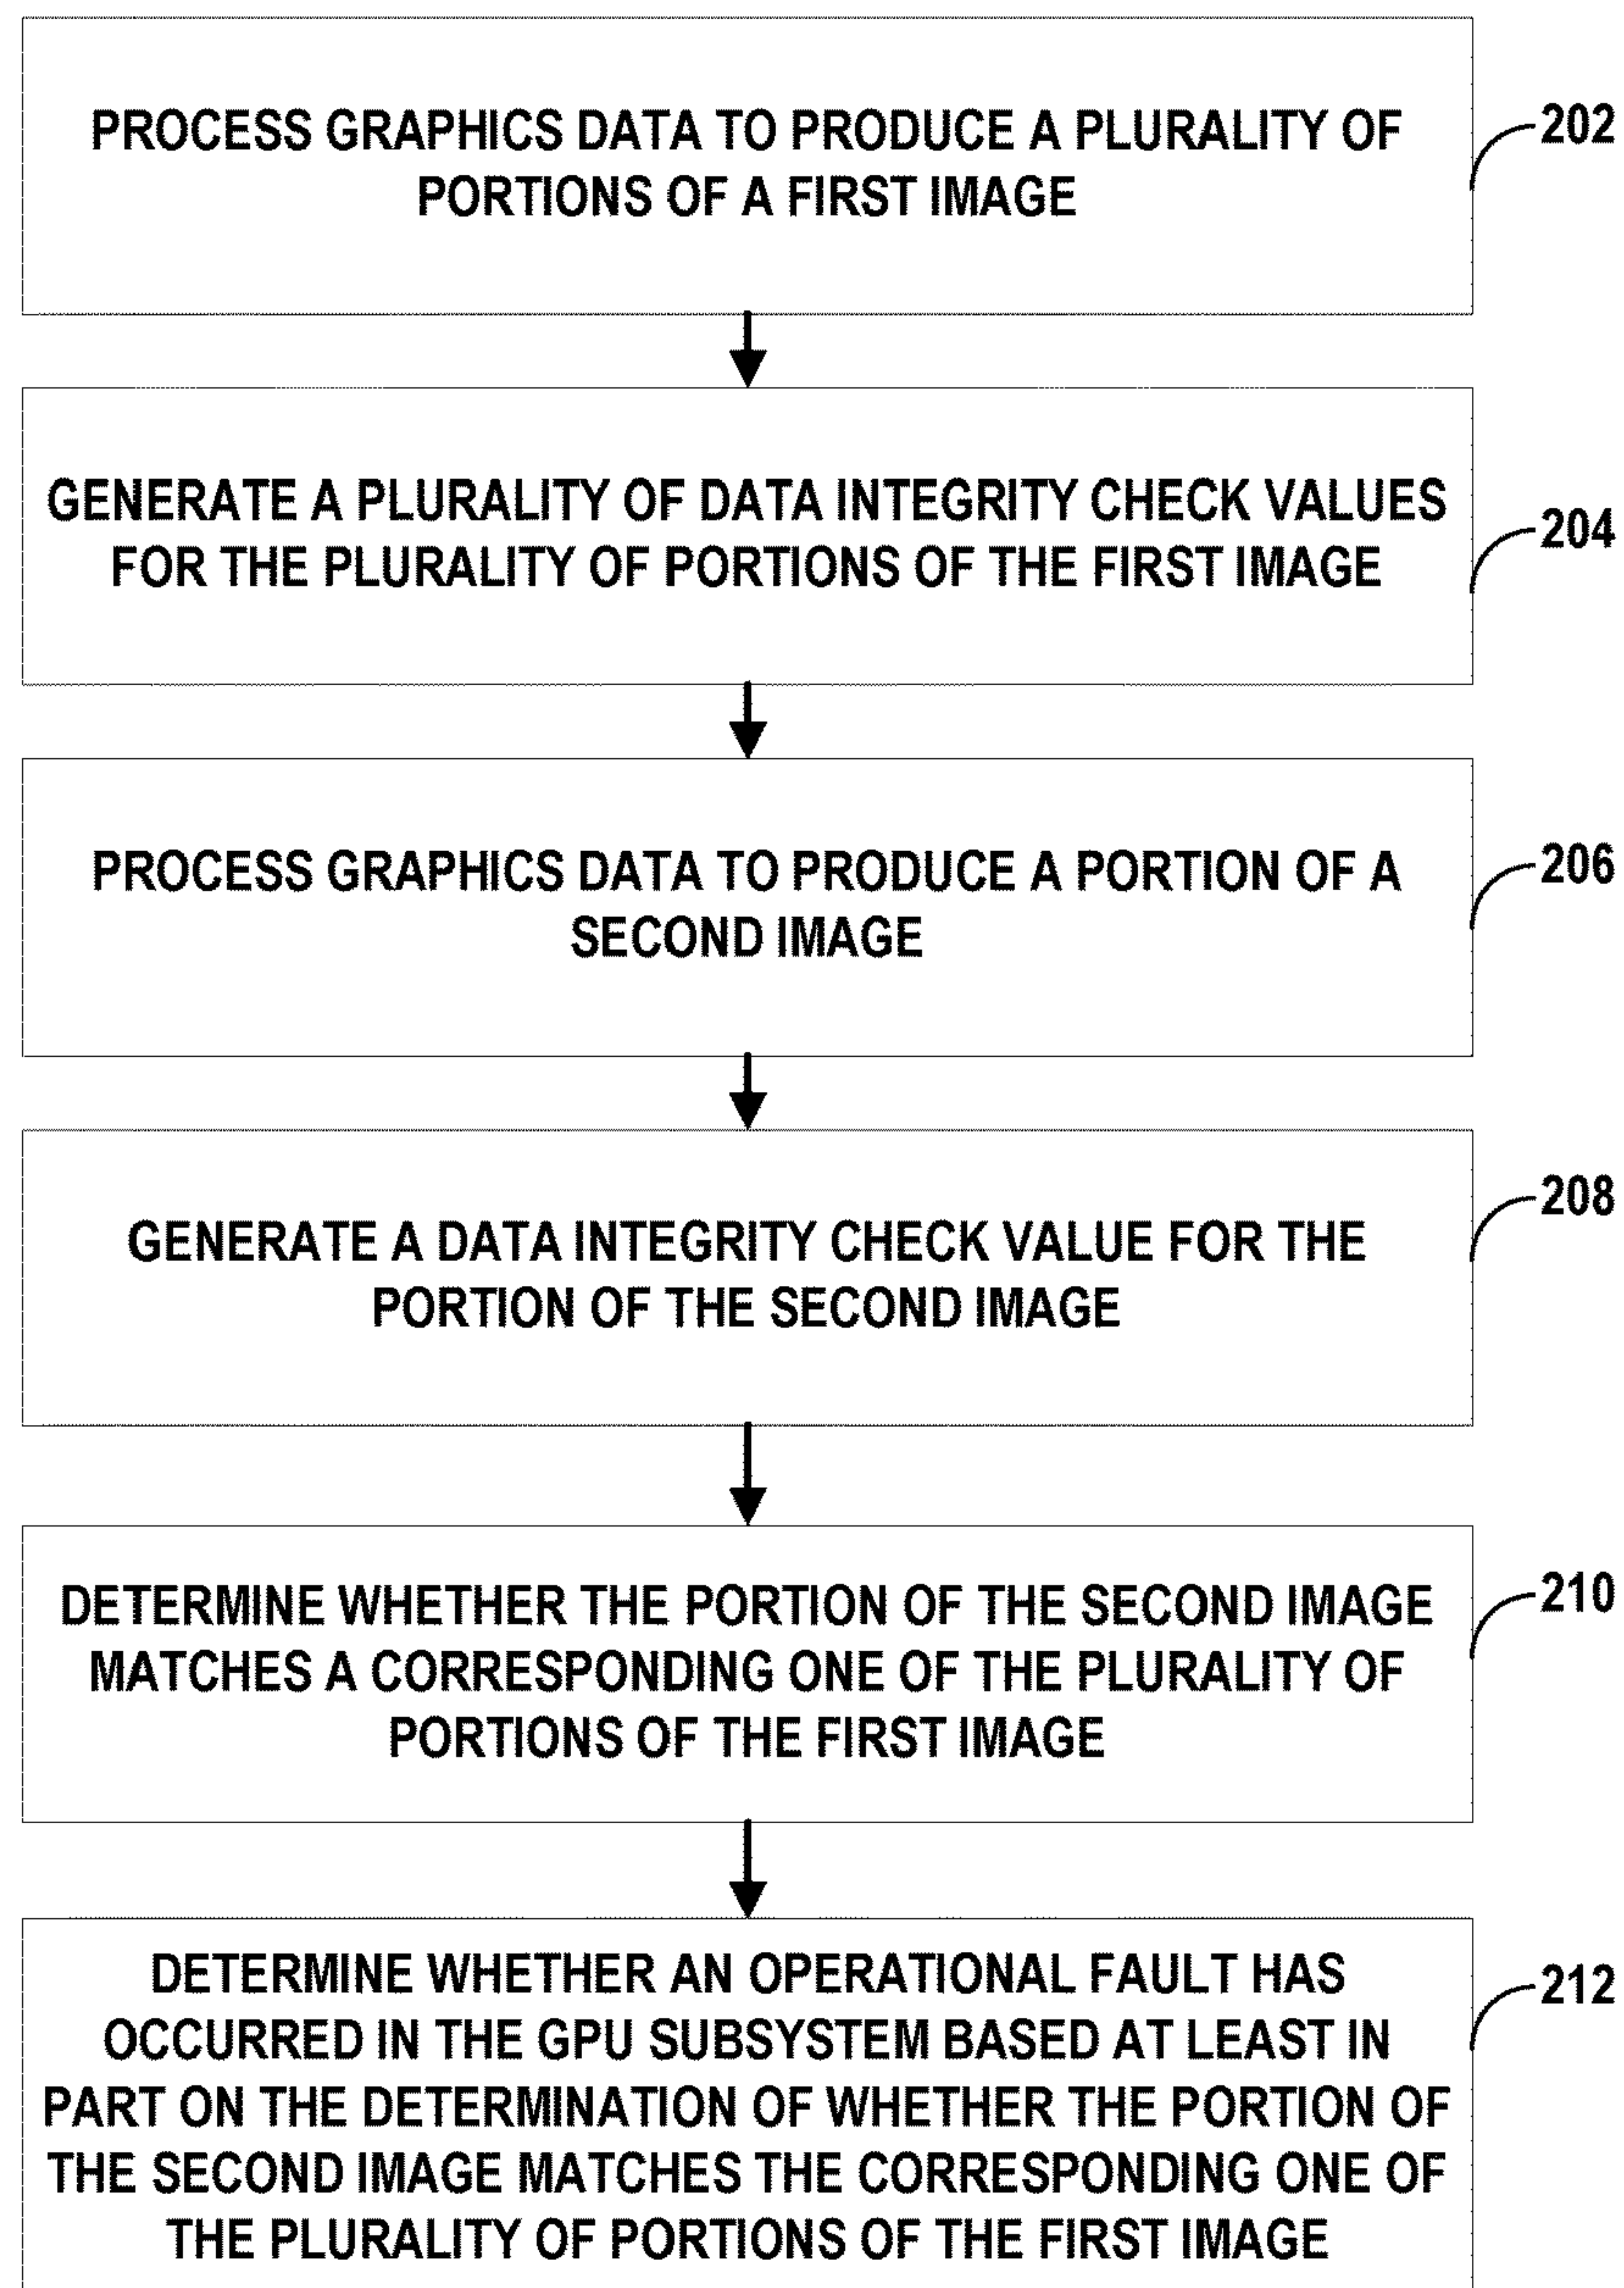 PROCESS GRAPHICS DATA TO PRODUCE A PLURALITY OF
PORTIONS OF A FIRST IMAGE
202
GENERATE A PLURALITY OF DATA INTEGRITY CHECK VALUES
FOR THE PLURALITY OF PORTIONS OF THE FIRST IMAGE
204
PROCESS GRAPHICS DATA TO PRODUCE A PORTION OF A
SECOND IMAGE
206
GENERATE A DATA INTEGRITY CHECK VALUE FOR THE
PORTION OF THE SECOND IMAGE
208
DETERMINE WHETHER THE PORTION OF THE SECOND IMAGE
MATCHES A CORRESPONDING ONE OF THE PLURALITY OF
PORTIONS OF THE FIRST IMAGE
210
DETERMINE WHETHER AN OPERATIONAL FAULT HAS
OCCURRED IN THE GPU SUBSYSTEM BASED AT LEAST IN
PART ON THE DETERMINATION OF WHETHER THE PORTION OF
THE SECOND IMAGE MATCHES THE CORRESPONDING ONE OF
THE PLURALITY OF PORTIONS OF THE FIRST IMAGE
212